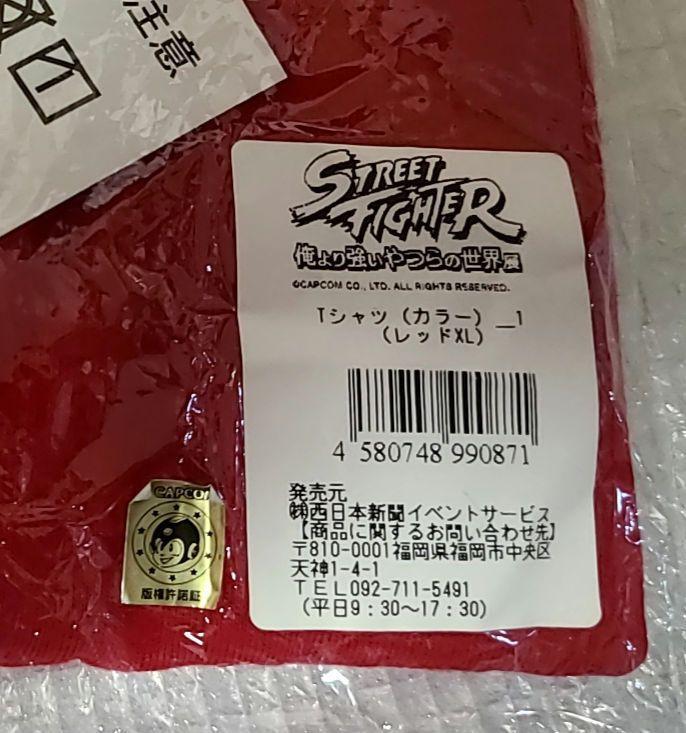 注意
STREET
FIGHTER
俺より強いやつらの世界展
©CAPCOM CO., LTD. ALL RIGHTS RESERVED.
Tシャツ（カラー）_1
（レッドXL）
4 580748 990871
発売元
㈱西日本新聞イベントサービス
【商品に関するお問い合わせ先】
〒810-0001福岡県福岡市中央区
天神1-4-1
ＴＥＬ092-711-5491
（平日9：30～17：30）
CAPCOM
版権許諾証